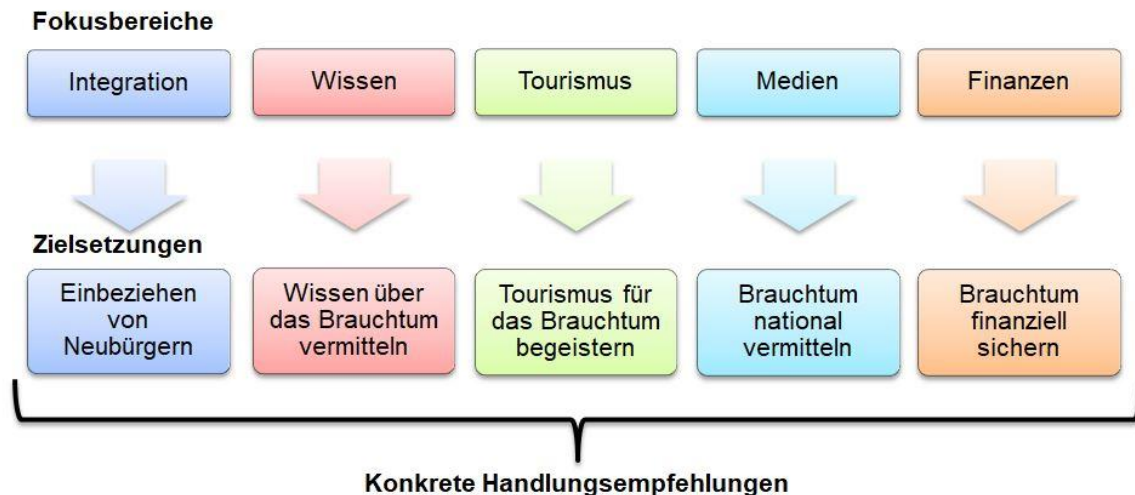 Fokusbereiche
Integration
Wissen
Tourismus
Medien
Finanzen
Zielsetzungen
Einbeziehen
von
Neubürgern
Wissen über
das Brauchtum
vermitteln
Tourismus für
das Brauchtum
begeistern
Brauchtum
national
vermitteln
Brauchtum
finanziell
sichern
Konkrete Handlungsempfehlungen